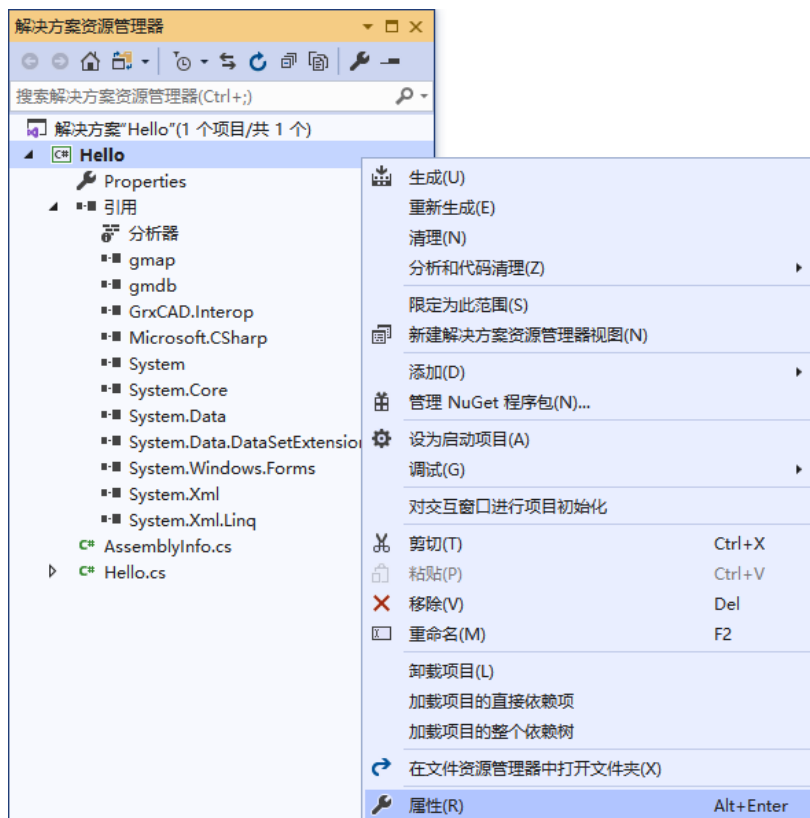 解决方案资源管理器
搜索解决方案资源管理器(Ctrl+;)
解决方案"Hello"(1 个项目/共 1 个)
C# Hello
Properties
引用
分析器
gmap
gmdb
GrxCAD.Interop
Microsoft.CSharp
System
System.Core
System.Data
System.Data.DataSetExtension
System.Windows.Forms
System.Xml
System.Xml.Linq
C# AssemblyInfo.cs
C# Hello.cs
生成(U)
重新生成(E)
清理(N)
分析和代码清理(Z)
限定为此范围(S)
新建解决方案资源管理器视图(N)
添加(D)
管理 NuGet 程序包(N)...
设为启动项目(A)
调试(G)
对交互窗口进行项目初始化
剪切(T) Ctrl+X
粘贴(P) Ctrl+V
移除(V) Del
重命名(M) F2
卸载项目(L)
加载项目的直接依赖项
加载项目的整个依赖树
在文件资源管理器中打开文件夹(X)
属性(R) Alt+Enter